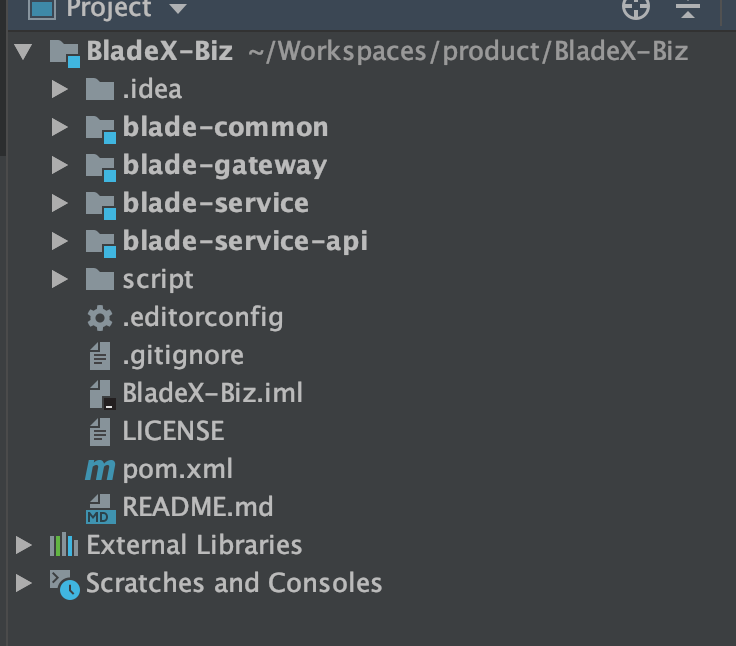 Project
BladeX-Biz ~/Workspaces/product/BladeX-Biz
.idea
blade-common
blade-gateway
blade-service
blade-service-api
script
.editorconfig
.gitignore
BladeX-Biz.iml
LICENSE
m pom.xml
MD README.md
External Libraries
Scratches and Consoles